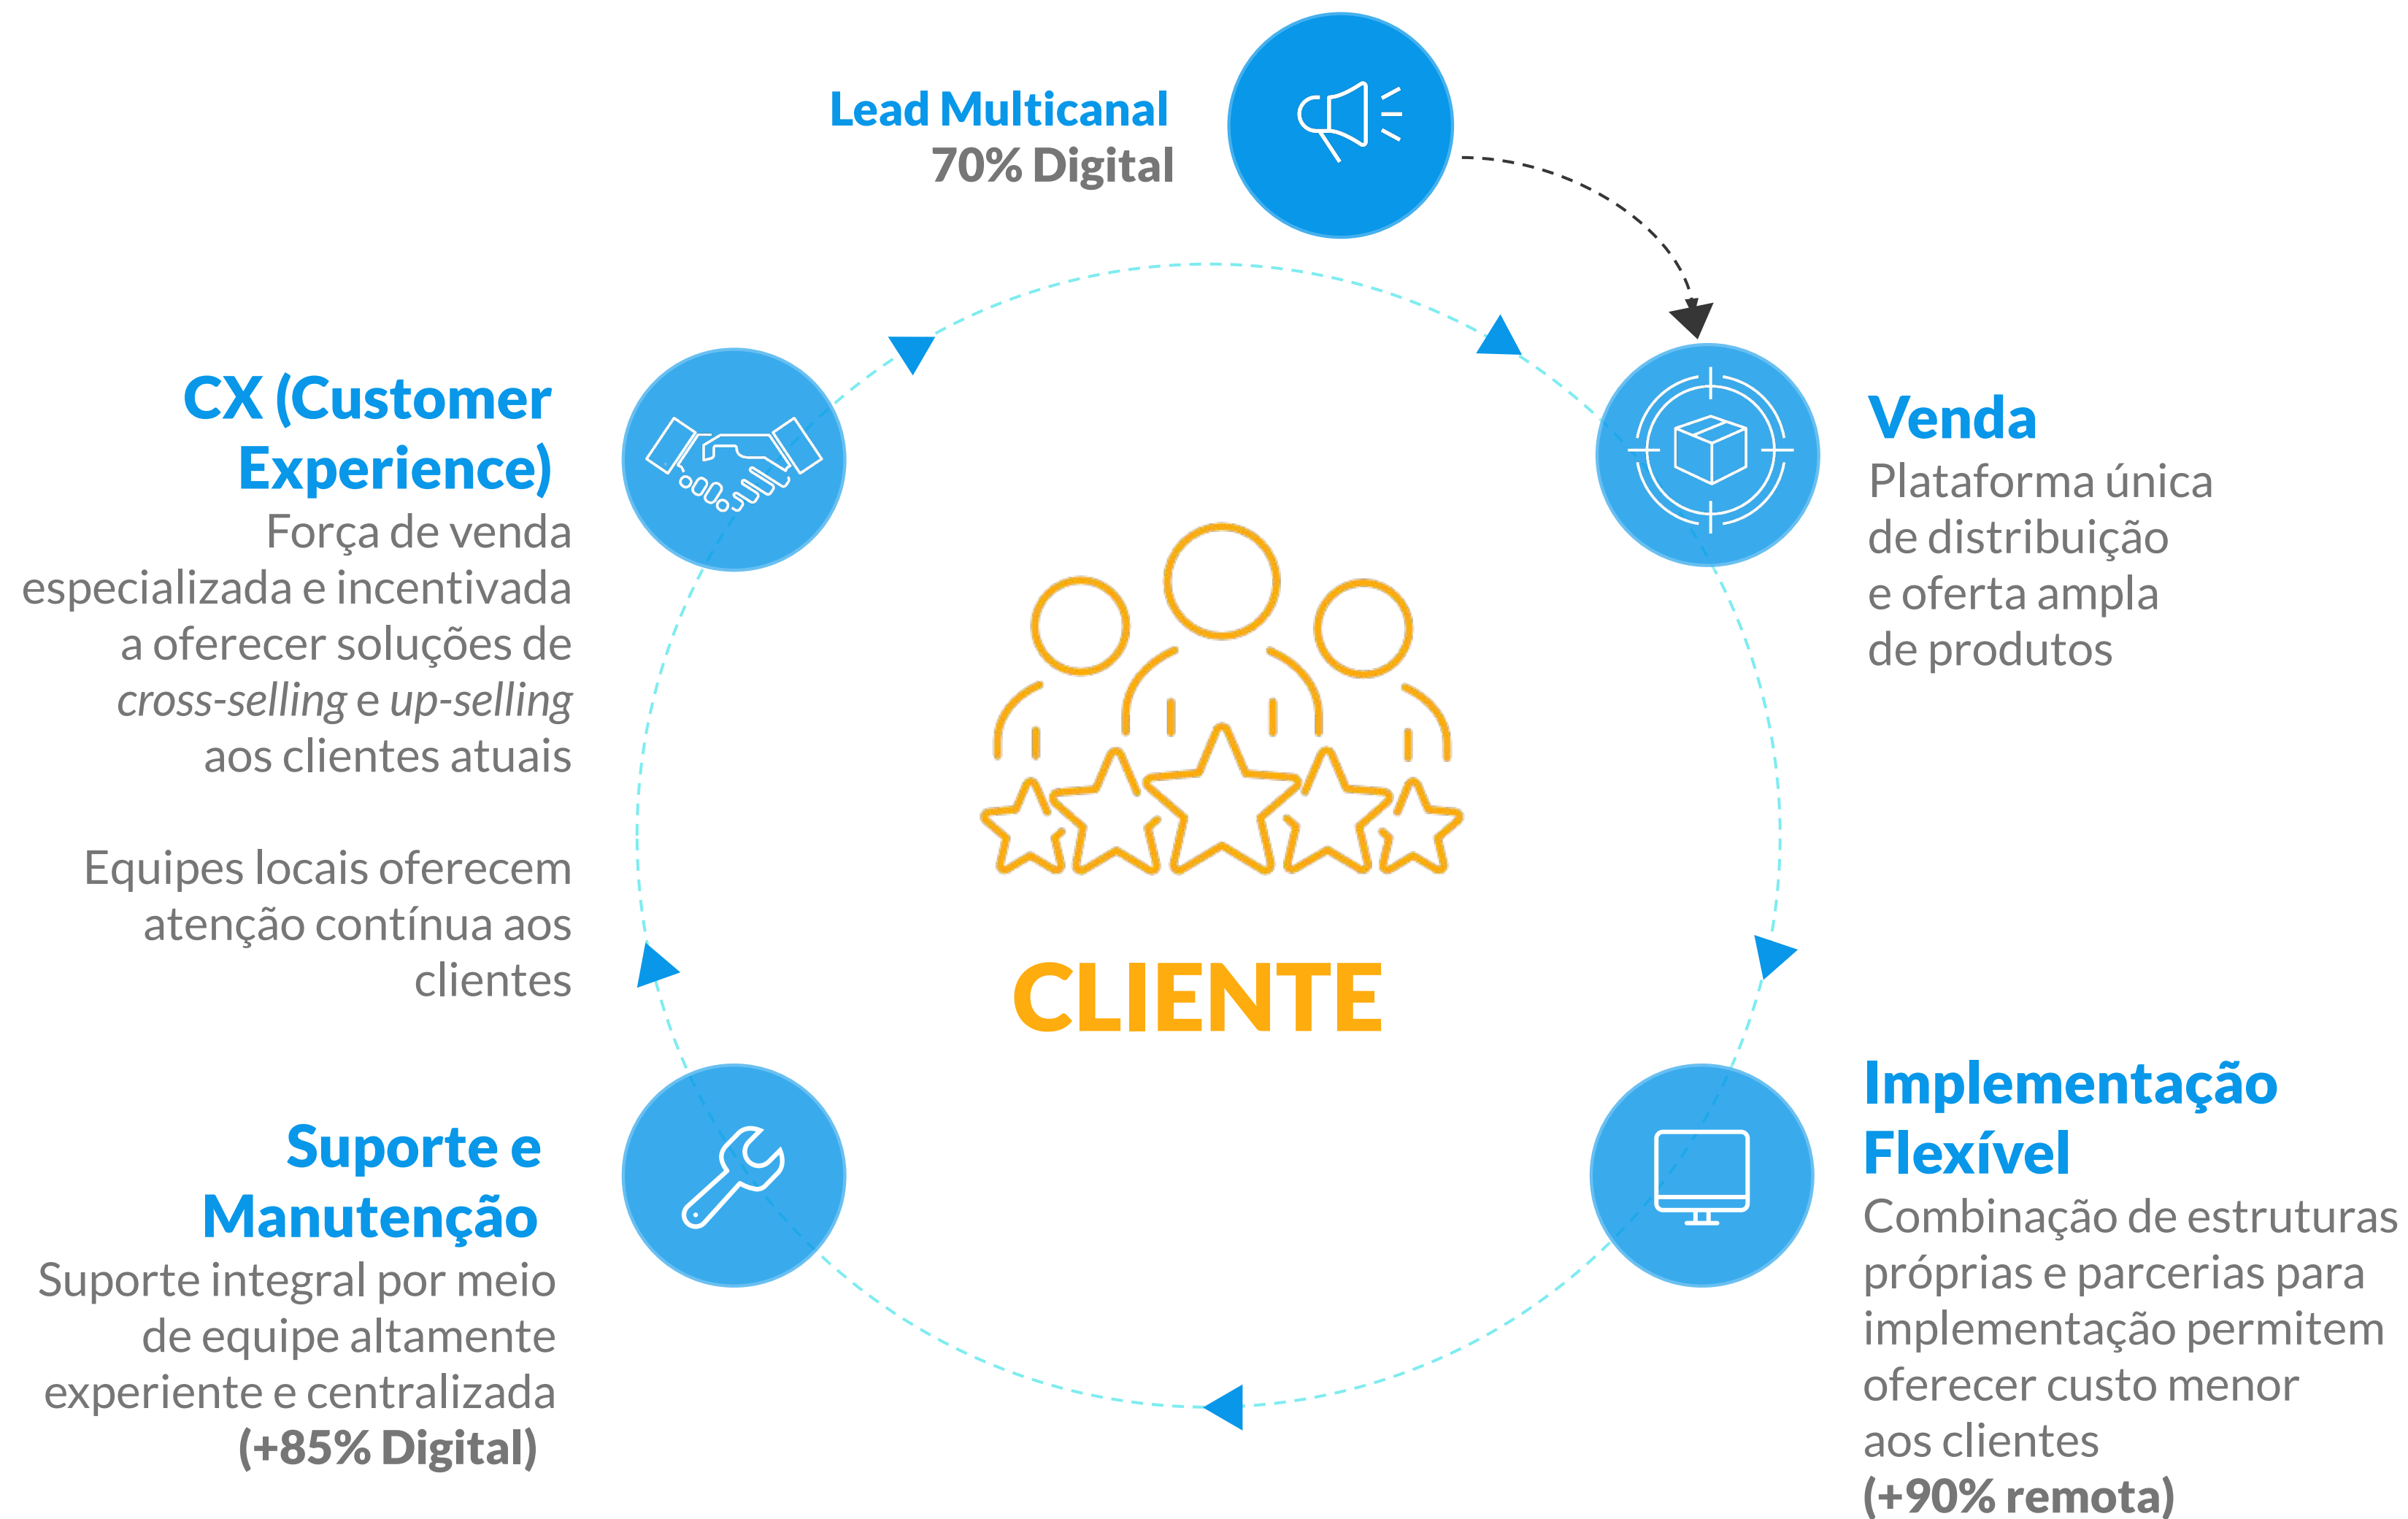 Lead Multicanal
70% Digital
CX (Customer
Experience)
Força de venda
especializada e incentivada
a oferecer soluções de
cross-selling e up-selling
aos clientes atuais
Equipes locais oferecem
atenção contínua aos
clientes
Venda
Plataforma única
de distribuição
e oferta ampla
de produtos
CLIENTE
Suporte e
Manutenção
Suporte integral por meio
de equipe altamente
experiente e centralizada
(+85% Digital)
Implementação
Flexível
Combinação de estruturas
próprias e parcerias para
implementação permitem
oferecer custo menor
aos clientes
(+90% remota)